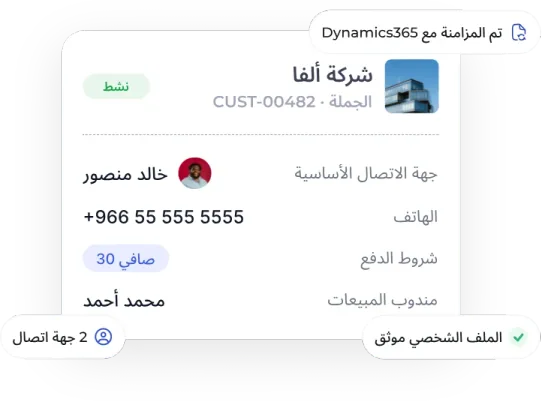 تم المزامنة مع Dynamics365
شركة ألفا
نشط
الجملة · CUST-00482
جهة الاتصال الأساسية
خالد منصور
الهاتف
+966 55 555 5555
شروط الدفع
صافي 30
مندوب المبيعات
محمد أحمد
الملف الشخصي موثق
2 جهة اتصال